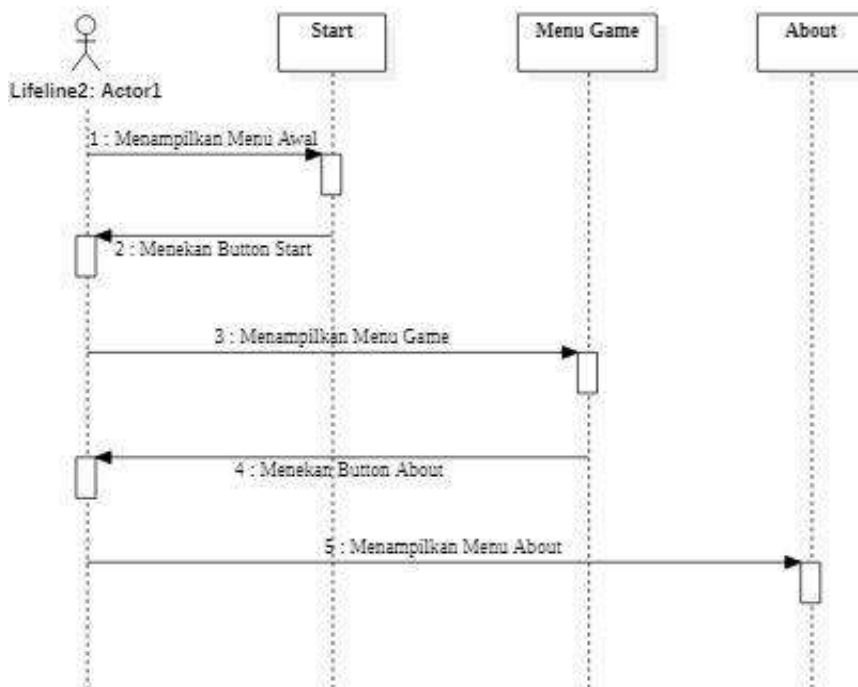 Start
Menu Game
About
Lifeline2: Actor1
1 : Menampilkan Menu Awal
2 : Menekan Button Start
3 : Menampilkan Menu Game
4 : Menekan Button About
5 : Menampilkan Menu About